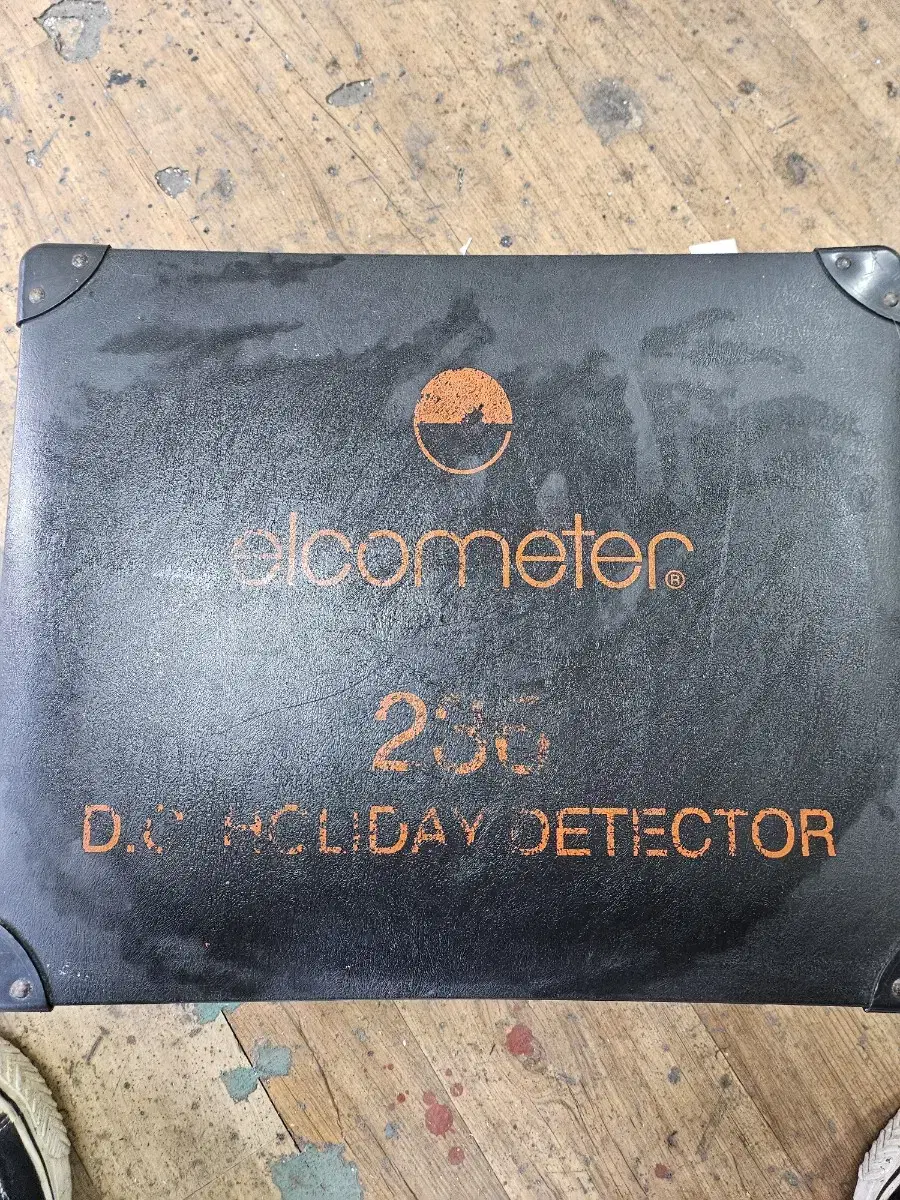 elcometer®
236
D.C. HOLIDAY DETECTOR